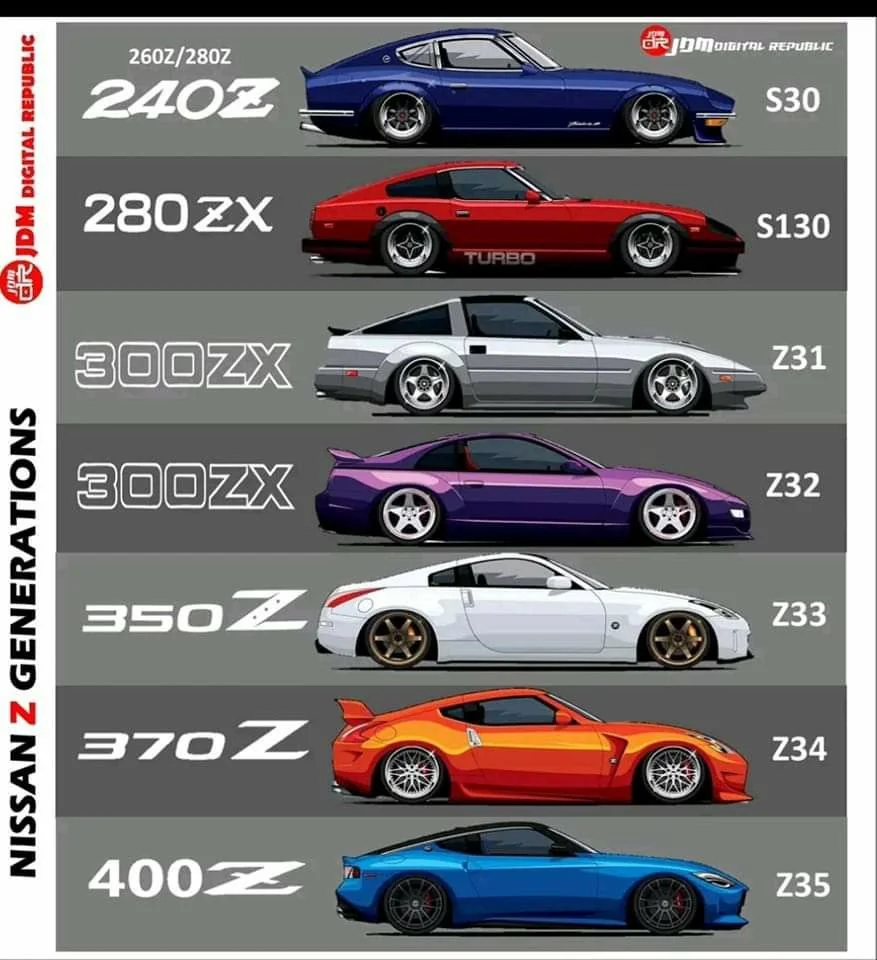 JDM DIGITAL REPUBLIC
NISSAN Z GENERATIONS
JDM DIGITAL REPUBLIC
260Z/280Z
240Z
S30
280ZX
S130
TURBO
300ZX
Z31
300ZX
Z32
350Z
Z33
370Z
Z34
400Z
Z35